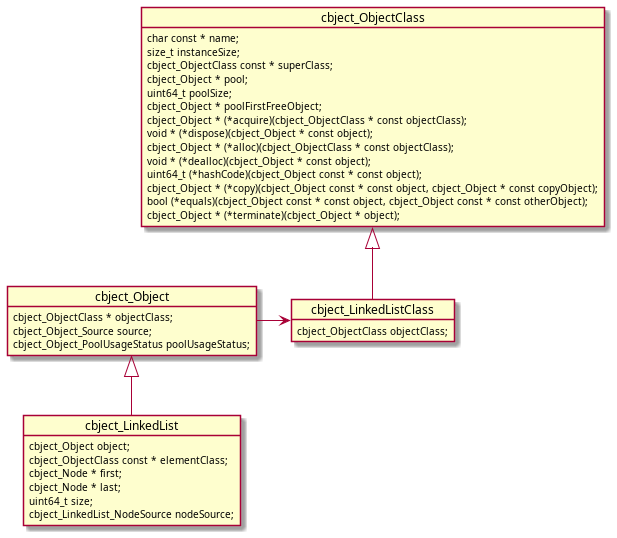 cbject_ObjectClass
char const * name;
size_t instanceSize;
cbject_ObjectClass const * superClass;
cbject_Object * pool;
uint64_t poolSize;
cbject_Object * poolFirstFreeObject;
cbject_Object * (*acquire)(cbject_ObjectClass * const objectClass);
void * (*dispose)(cbject_Object * const object);
cbject_Object * (*alloc)(cbject_ObjectClass * const objectClass);
void * (*dealloc)(cbject_Object * const object);
uint64_t (*hashCode)(cbject_Object const * const object);
cbject_Object * (*copy)(cbject_Object const * const object, cbject_Object * const copyObject);
bool (*equals)(cbject_Object const * const object, cbject_Object const * const otherObject);
cbject_Object * (*terminate)(cbject_Object * object);
cbject_Object
cbject_ObjectClass * objectClass;
cbject_Object_Source source;
cbject_Object_PoolUsageStatus poolUsageStatus;
cbject_LinkedListClass
cbject_ObjectClass objectClass;
cbject_LinkedList
cbject_Object object;
cbject_ObjectClass const * elementClass;
cbject_Node * first;
cbject_Node * last;
uint64_t size;
cbject_LinkedList_NodeSource nodeSource;